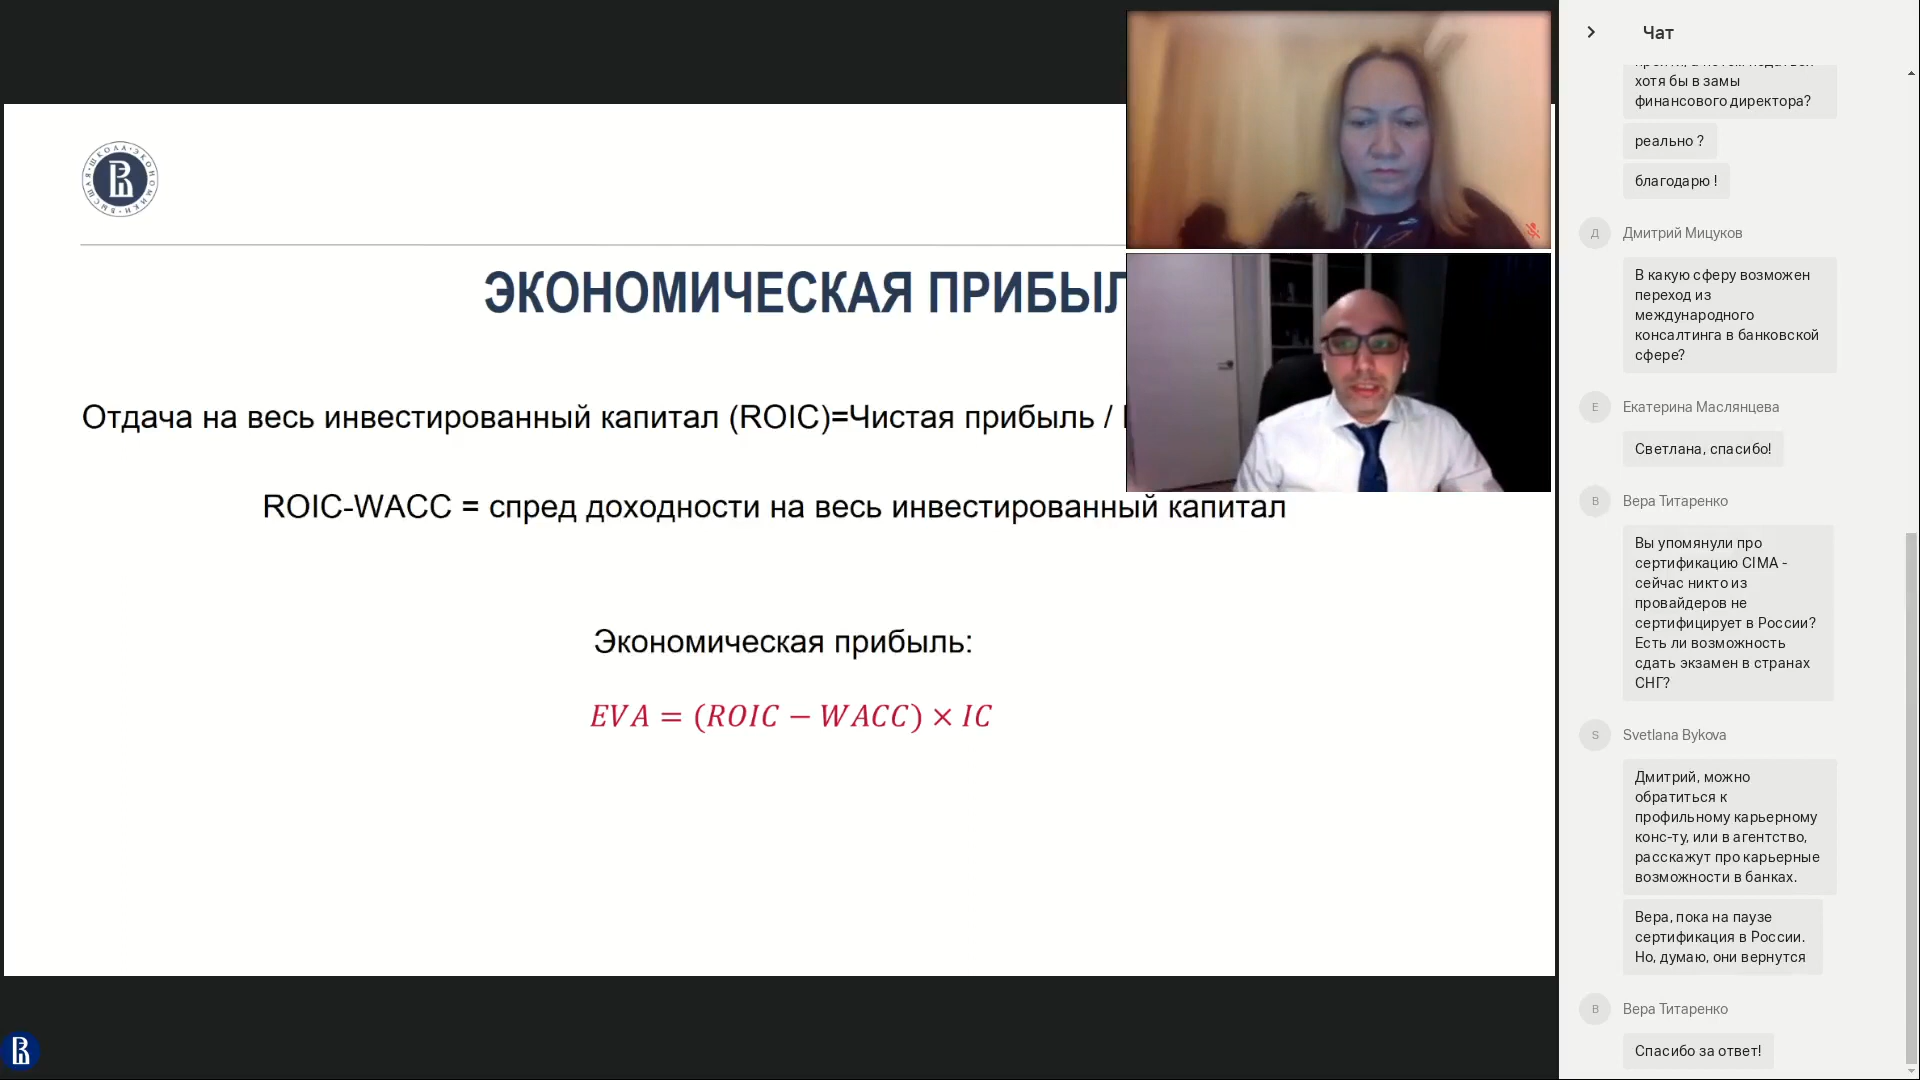 ВЫСШАЯ ШКОЛА ЭКОНОМИКИ
ЭКОНОМИЧЕСКАЯ
Отдача на весь инвестированный капитал (ROIC)=Чистая прибыль /
ROIC-WACC = спред доходности на весь инвестированный капитал
Экономическая прибыль:
EVA = (ROIC − WACC) × IC
Чат
хотя бы в замы
финансового директора?
реально ?
благодарю !
Д
Дмитрий Мицуков
В какую сферу возможен
переход из
международного
консалтинга в банковской
сфере?
Е
Екатерина Маслянцева
Светлана, спасибо!
В
Вера Титаренко
Вы упомянули про
сертификацию CIMA -
сейчас никто из
провайдеров не
сертифицирует в России?
Есть ли возможность
сдать экзамен в странах
СНГ?
S
Svetlana Bykova
Дмитрий, можно
обратиться к
профильному карьерному
конс-ту, или в агентство,
расскажут про карьерные
возможности в банках.
Вера, пока на паузе
сертификация в России.
Но, думаю, они вернутся
В
Вера Титаренко
Спасибо за ответ!